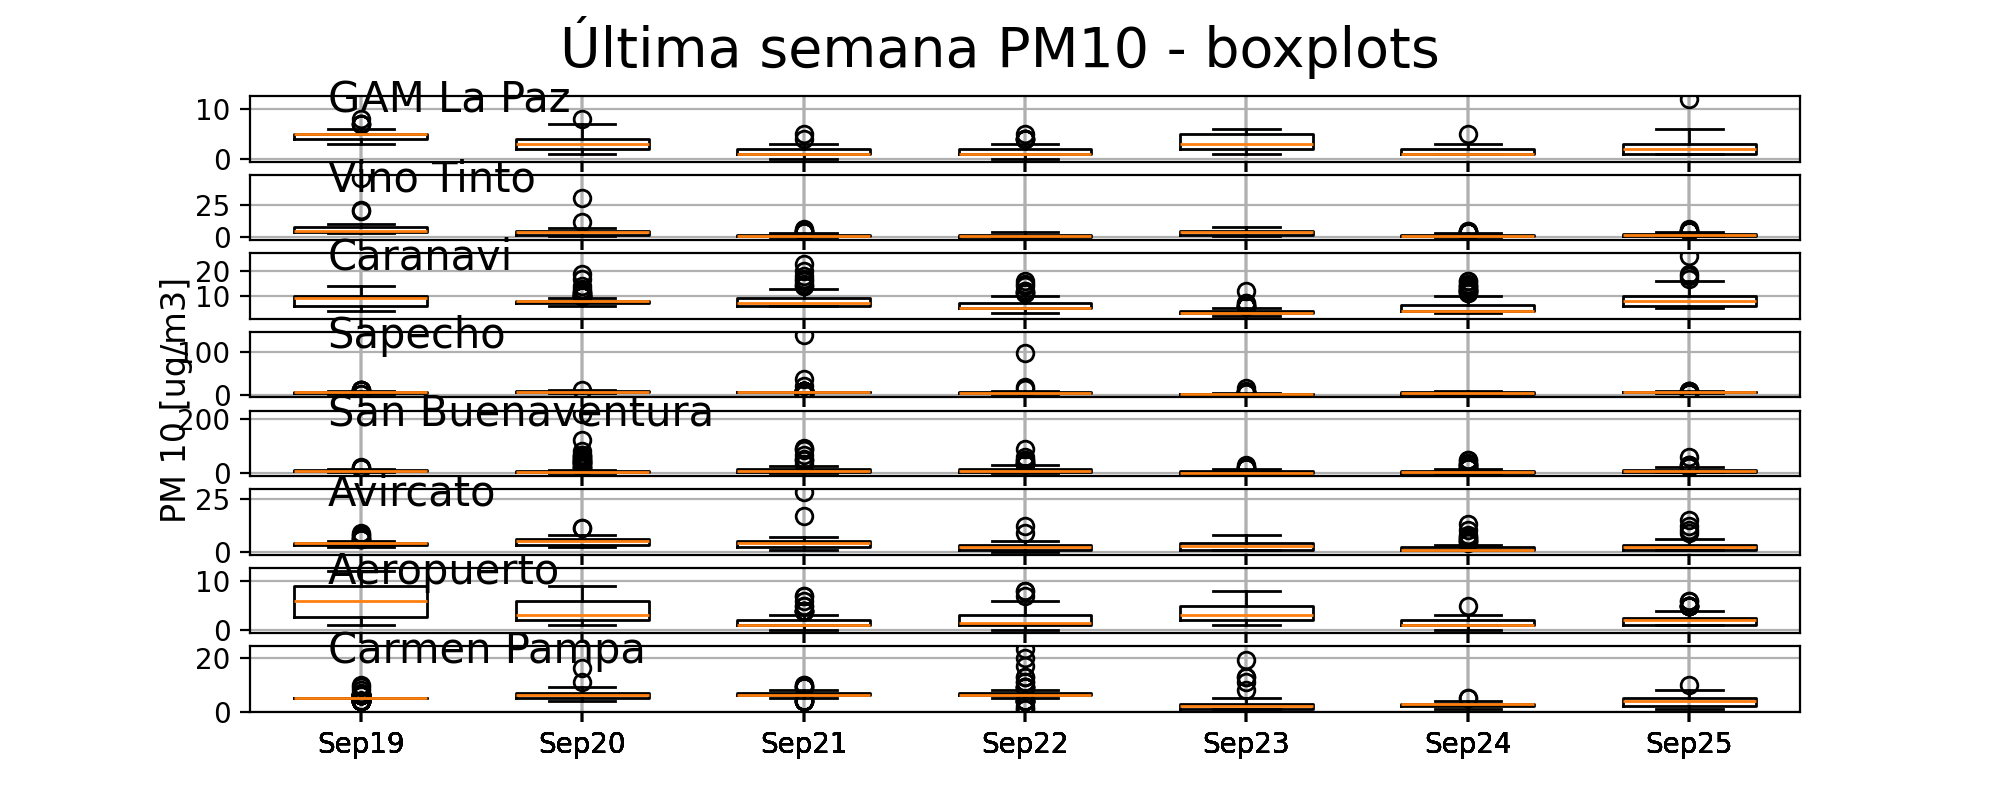 Última semana PM10 - boxplots
GAM La Paz
10
0
Vino Tinto
25
0
Caranavi
20
10
Sapecho
100
0
San Buenaventura
200
0
Avircato
25
0
Aeropuerto
10
0
Carmen Pampa
20
0
PM 10 [ug/m3]
Sep19 Sep20 Sep21 Sep22 Sep23 Sep24 Sep25